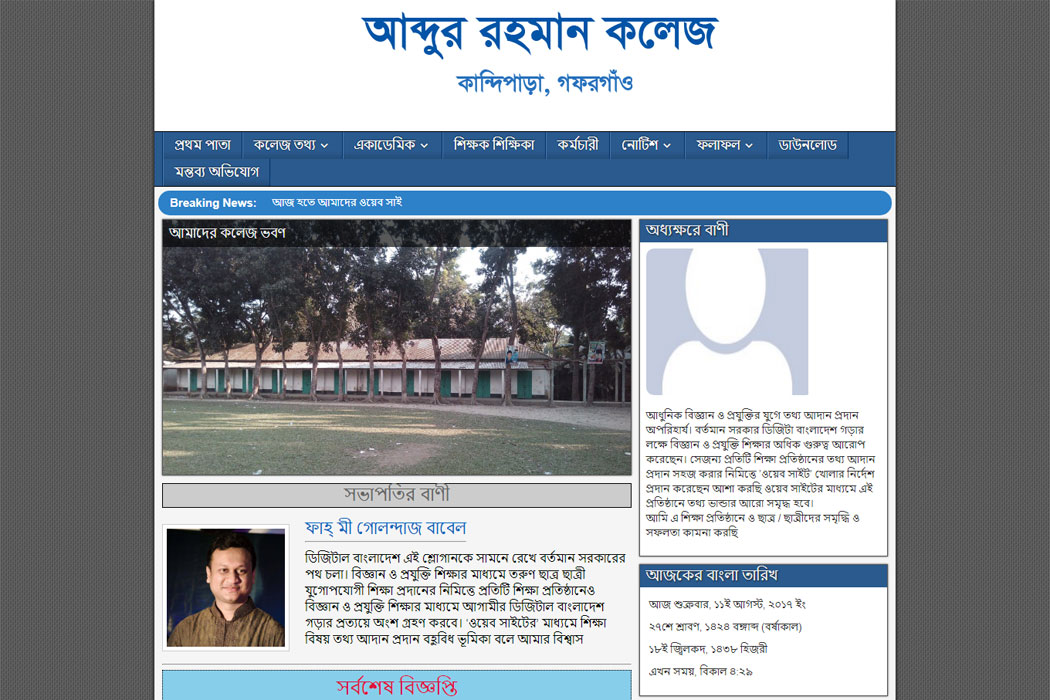 আব্দুর রহমান কলেজ
কান্দিপাড়া, গফরগাঁও
প্রথম পাতা
কলেজ তথ্য
একাডেমিক
শিক্ষক শিক্ষিকা
কর্মচারী
নোটিশ
ফলাফল
ডাউনলোড
মন্তব্য অভিযোগ
Breaking News: আজ হতে আমাদের ওয়েব সাই
আমাদের কলেজ ভবণ
সভাপতির বাণী
ফাহ্ মী গোলন্দাজ বাবেল
ডিজিটাল বাংলাদেশ এই শ্লোগানকে সামনে রেখে বর্তমান সরকারের
পথ চলা। বিজ্ঞান ও প্রযুক্তি শিক্ষার মাধ্যমে তরুণ ছাত্র ছাত্রী
যুগোপযোগী শিক্ষা প্রদানের নিমিত্তে প্রতিটি শিক্ষা প্রতিষ্ঠানেও
বিজ্ঞান ও প্রযুক্তি শিক্ষার মাধ্যমে আগামীর ডিজিটাল বাংলাদেশ
গড়ার প্রত্যয়ে অংশ গ্রহণ করবে। 'ওয়েব সাইটের' মাধ্যমে শিক্ষা
বিষয় তথ্য আদান প্রদান বহুবিধ ভূমিকা বলে আমার বিশ্বাস
সর্বশেষ বিজ্ঞপ্তি
অধ্যক্ষরে বাণী
আধুনিক বিজ্ঞান ও প্রযুক্তির যুগে তথ্য আদান প্রদান
অপরিহার্য। বর্তমান সরকার ডিজিটা বাংলাদেশ গড়ার
লক্ষে বিজ্ঞান ও প্রযুক্তি শিক্ষার অধিক গুরুত্ব আরোপ
করেছেন। সেজন্য প্রতিটি শিক্ষা প্রতিষ্ঠানের তথ্য আদান
প্রদান সহজ করার নিমিত্তে 'ওয়েব সাইট' খোলার নির্দেশ
প্রদান করেছেন আশা করছি ওয়েব সাইটের মাধ্যমে এই
প্রতিষ্ঠানে তথ্য ভান্ডার আরো সমৃদ্ধ হবে।
আমি এ শিক্ষা প্রতিষ্ঠানে ও ছাত্র / ছাত্রীদের সমৃদ্ধি ও
সফলতা কামনা করছি
আজকের বাংলা তারিখ
আজ শুক্রবার, ১১ই আগস্ট, ২০১৭ ইং
২৭শে শ্রাবণ, ১৪২৪ বঙ্গাব্দ (বর্ষাকাল)
১৮ই জ্বিলকদ, ১৪৩৮ হিজরী
এখন সময়, বিকাল ৪:২৯